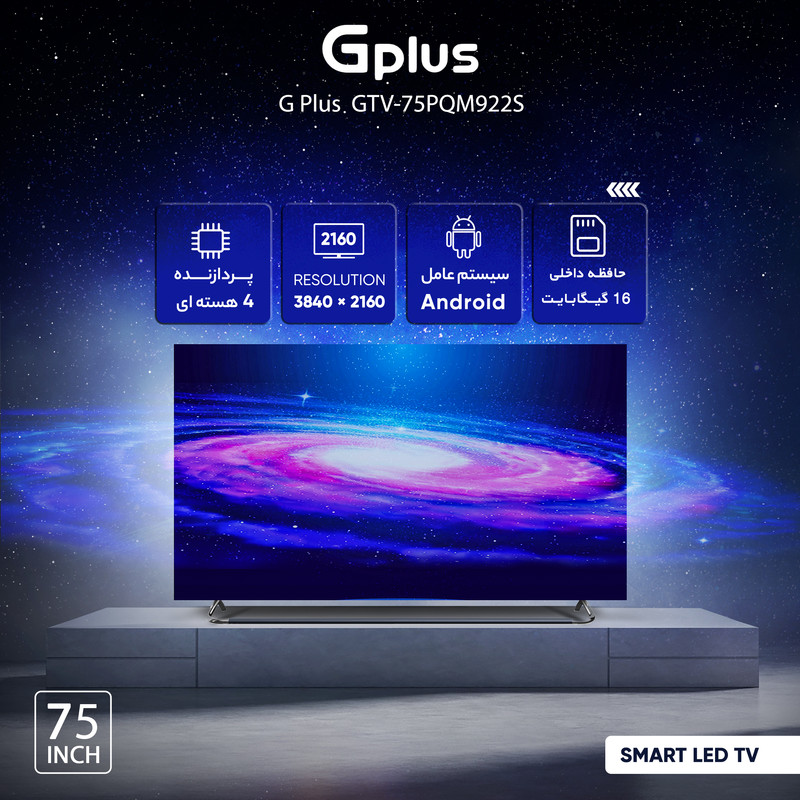 Gplus
G Plus. GTV-75PQM922S
حافظه داخلی
16 گیگابایت
سیستم عامل
Android
2160
RESOLUTION
3840 × 2160
پردازنده
4 هسته ای
75
INCH
SMART LED TV